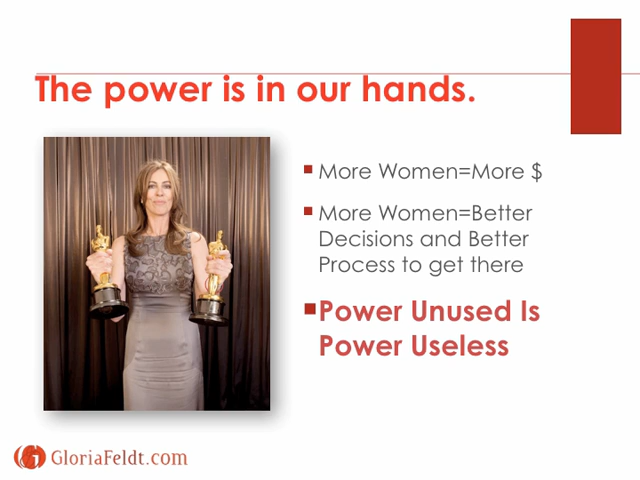 The power is in our hands.
More Women=More $
More Women=Better
Decisions and Better
Process to get there
Power Unused Is
Power Useless
GloriaFeldt.com